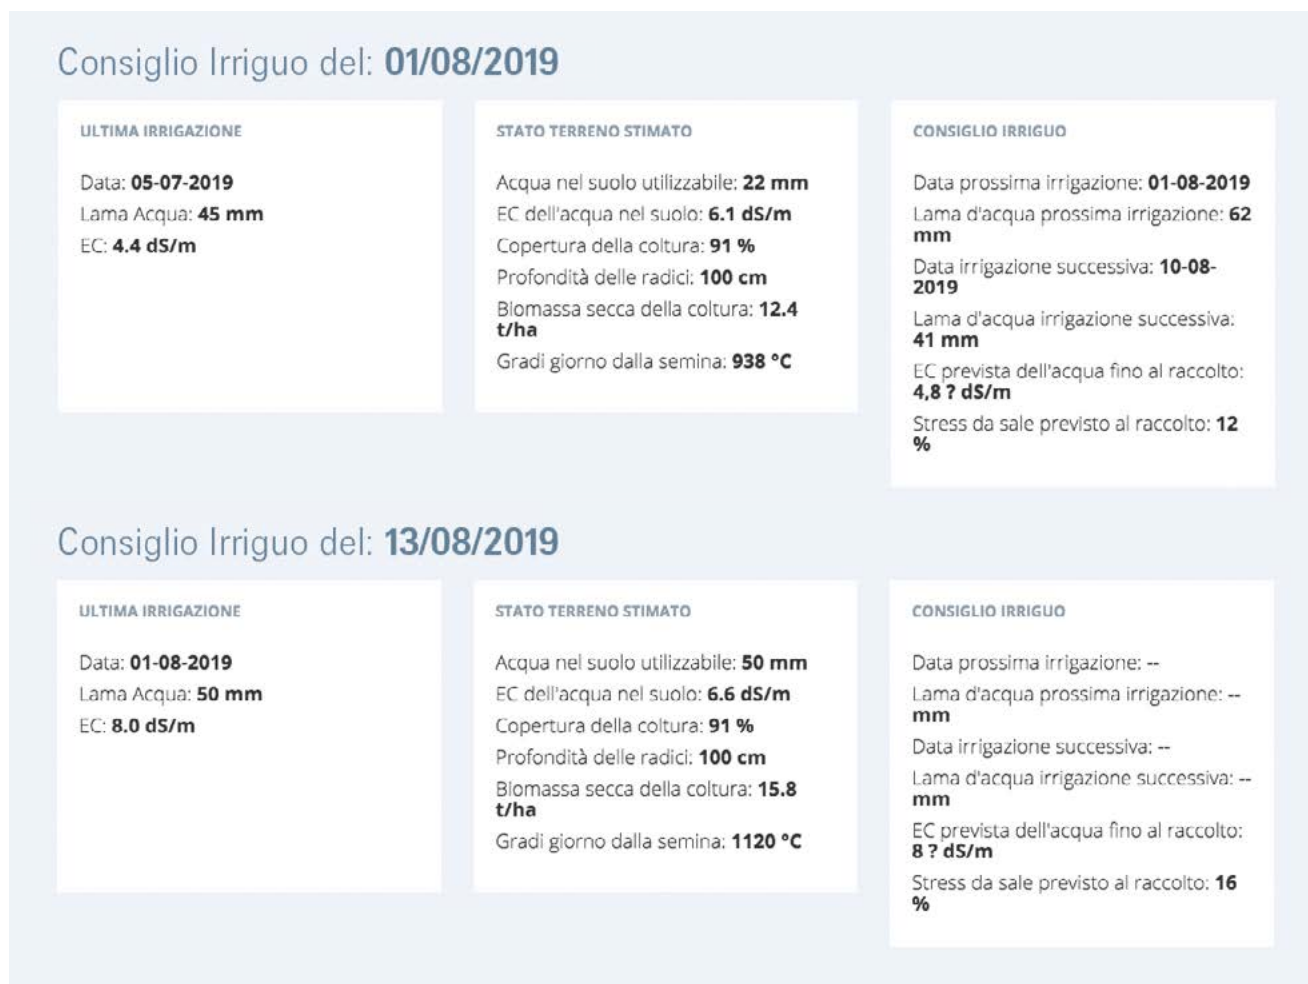 Consiglio Irriguo del: 01/08/2019
ULTIMA IRRIGAZIONE
Data: 05-07-2019
Lama Acqua: 45 mm
EC: 4.4 dS/m
STATO TERRENO STIMATO
Acqua nel suolo utilizzabile: 22 mm
EC dell'acqua nel suolo: 6.1 dS/m
Copertura della coltura: 91 %
Profondità delle radici: 100 cm
Biomassa secca della coltura: 12.4
t/ha
Gradi giorno dalla semina: 938 °C
CONSIGLIO IRRIGUO
Data prossima irrigazione: 01-08-2019
Lama d'acqua prossima irrigazione: 62
mm
Data irrigazione successiva: 10-08-
2019
Lama d'acqua irrigazione successiva:
41 mm
EC prevista dell'acqua fino al raccolto:
4,8 ? dS/m
Stress da sale previsto al raccolto: 12
%
Consiglio Irriguo del: 13/08/2019
ULTIMA IRRIGAZIONE
Data: 01-08-2019
Lama Acqua: 50 mm
EC: 8.0 dS/m
STATO TERRENO STIMATO
Acqua nel suolo utilizzabile: 50 mm
EC dell'acqua nel suolo: 6.6 dS/m
Copertura della coltura: 91 %
Profondità delle radici: 100 cm
Biomassa secca della coltura: 15.8
t/ha
Gradi giorno dalla semina: 1120 °C
CONSIGLIO IRRIGUO
Data prossima irrigazione: --
Lama d'acqua prossima irrigazione: --
mm
Data irrigazione successiva: --
Lama d'acqua irrigazione successiva: --
mm
EC prevista dell'acqua fino al raccolto:
8 ? dS/m
Stress da sale previsto al raccolto: 16
%